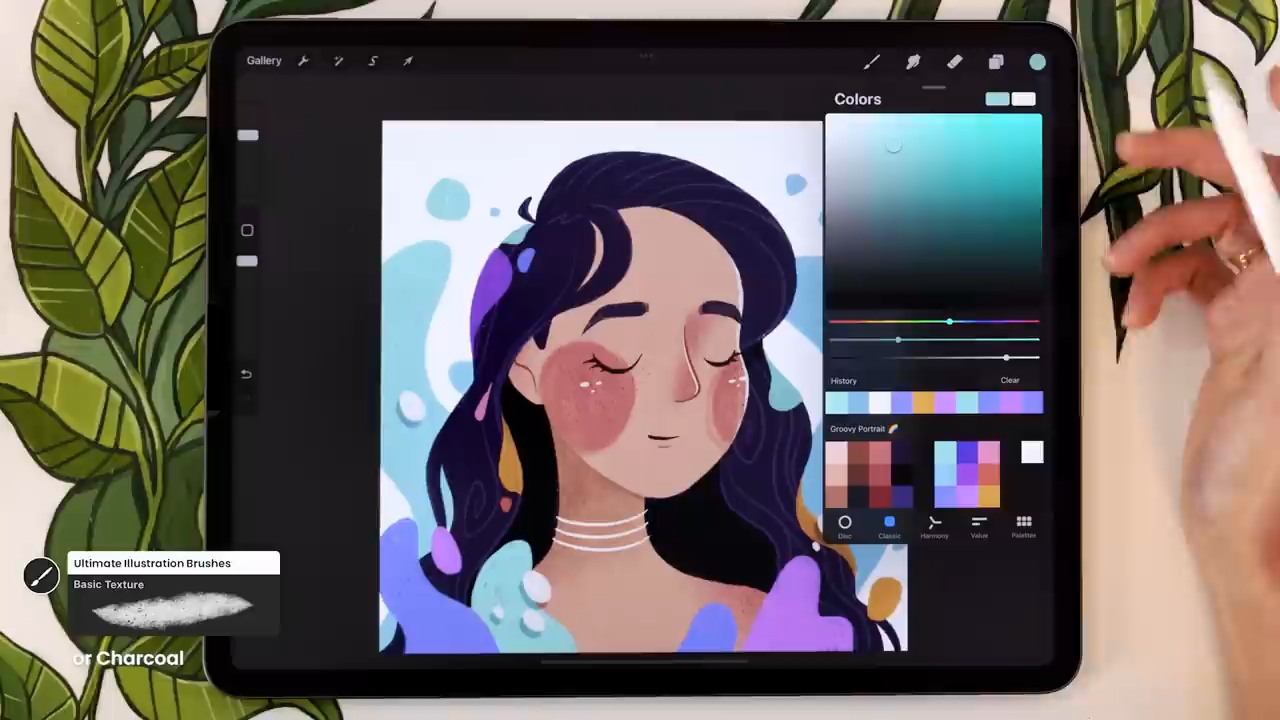 Gallery
Colors
History
Clear
Groovy Portrait 🌈
Disc
Classic
Harmony
Value
Palettes
Ultimate Illustration Brushes
Basic Texture
or Charcoal